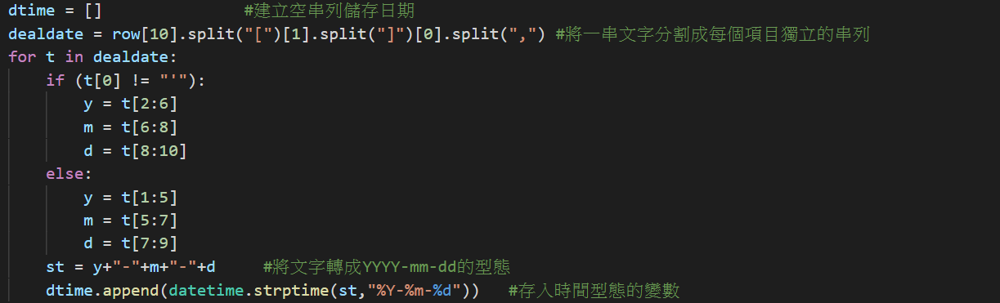 dtime = []                #建立空串列儲存日期
dealdate = row[10].split("[")[1].split("]")[0].split(",") #將一串文字分割成每個項目獨立的串列
for t in dealdate:
    if (t[0] != "'"):
        y = t[2:6]
        m = t[6:8]
        d = t[8:10]
    else:
        y = t[1:5]
        m = t[5:7]
        d = t[7:9]
    st = y+"-"+m+"-"+d     #將文字轉成YYYY-mm-dd的型態
    dtime.append(datetime.strptime(st,"%Y-%m-%d"))   #存入時間型態的變數